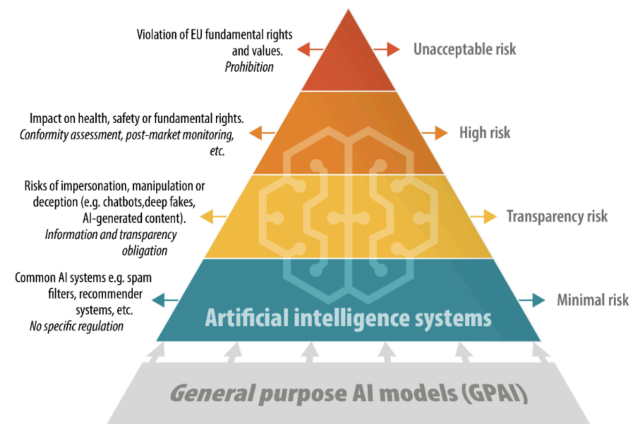 Violation of EU fundamental rights
and values.
Prohibition
Unacceptable risk
Impact on health, safety or fundamental rights.
Conformity assessment, post-market monitoring,
etc.
High risk
Risks of impersonation, manipulation or
deception (e.g. chatbots,deep fakes,
AI-generated content).
Information and transparency
obligation
Transparency risk
Common AI systems e.g. spam
filters, recommender
systems, etc.
No specific regulation
Minimal risk
Artificial intelligence systems
General purpose AI models (GPAI)